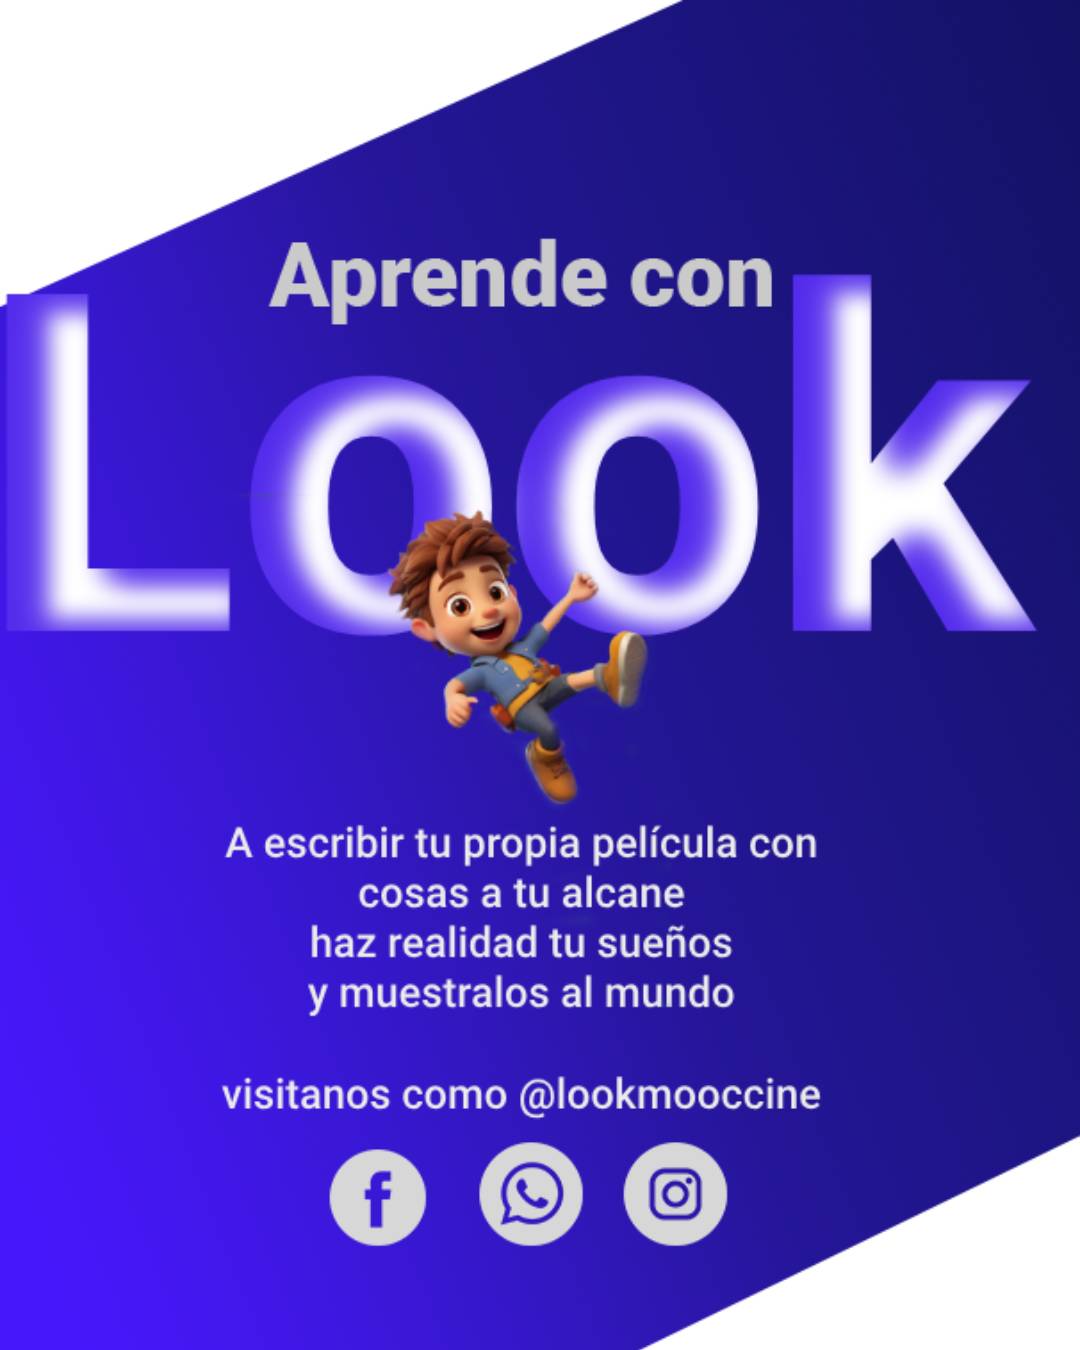 Aprende con
Look
A escribir tu propia película con
cosas a tu alcane
haz realidad tu sueños
y muestralos al mundo
visitanos como @lookmooccine